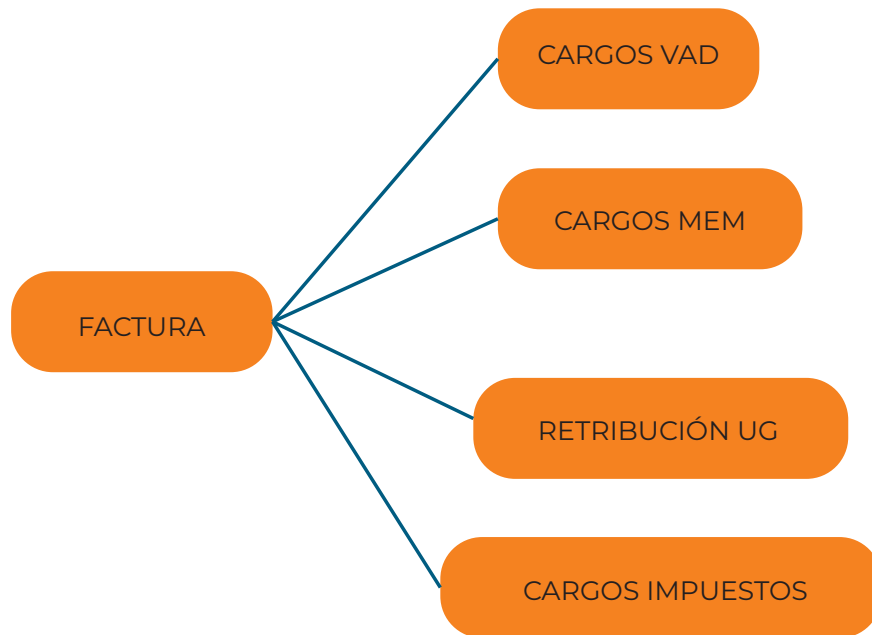 CARGOS VAD
CARGOS MEM
FACTURA
RETRIBUCIÓN UG
CARGOS IMPUESTOS